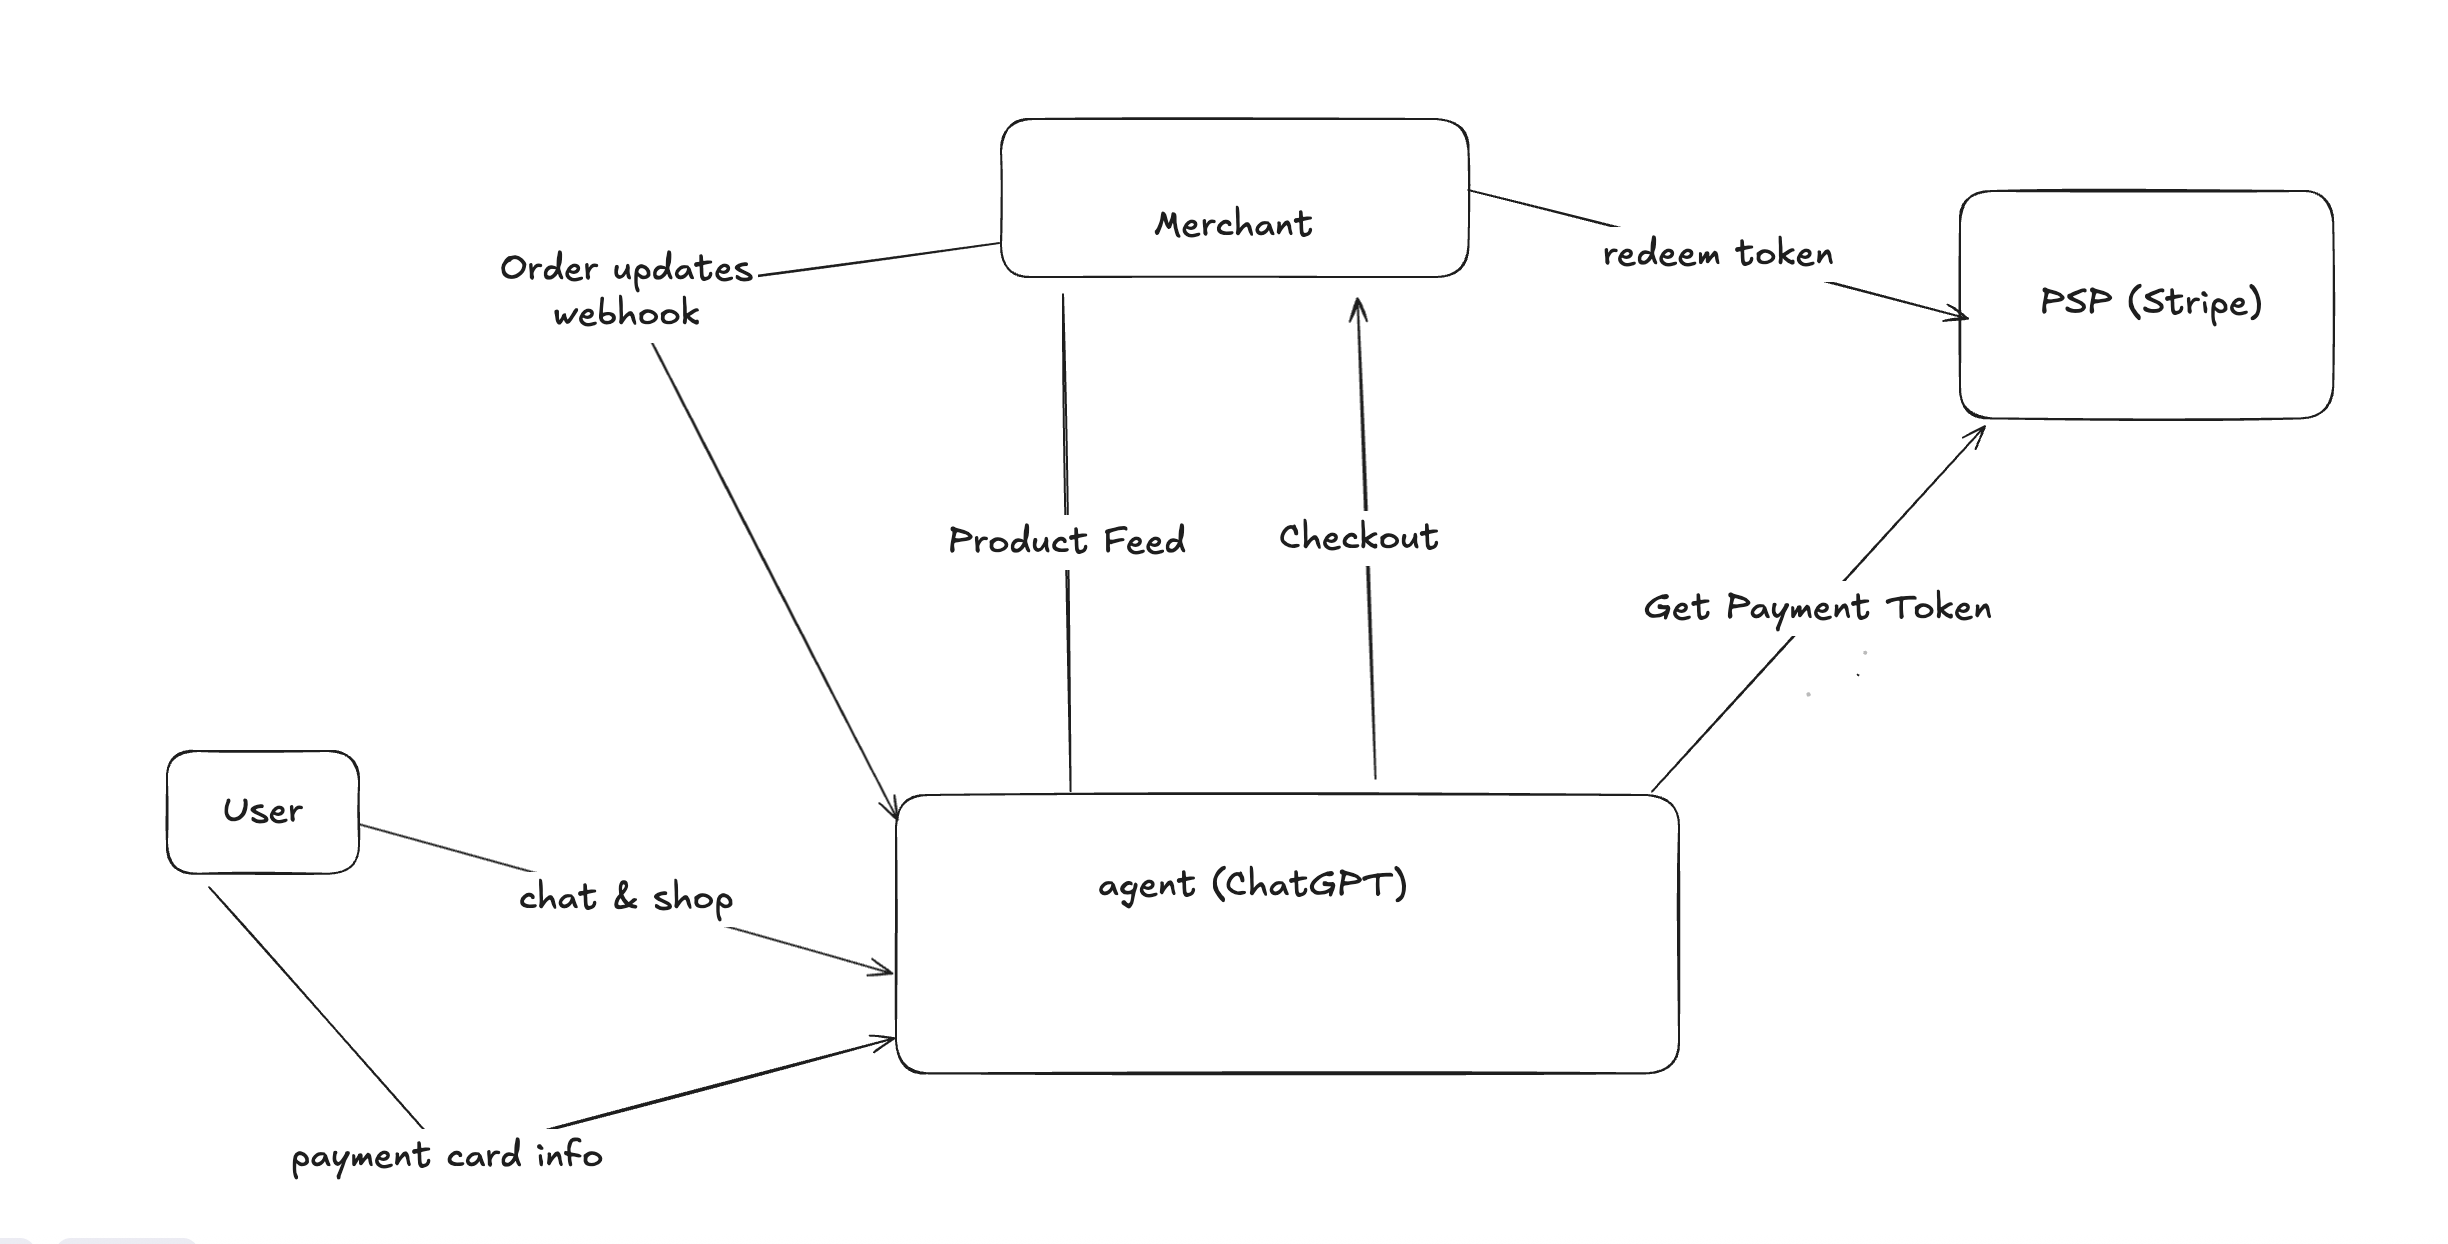 Merchant
redeem token
PSP (Stripe)
Order updates
webhook
Product Feed
Checkout
Get Payment Token
User
chat & shop
agent (ChatGPT)
payment card info